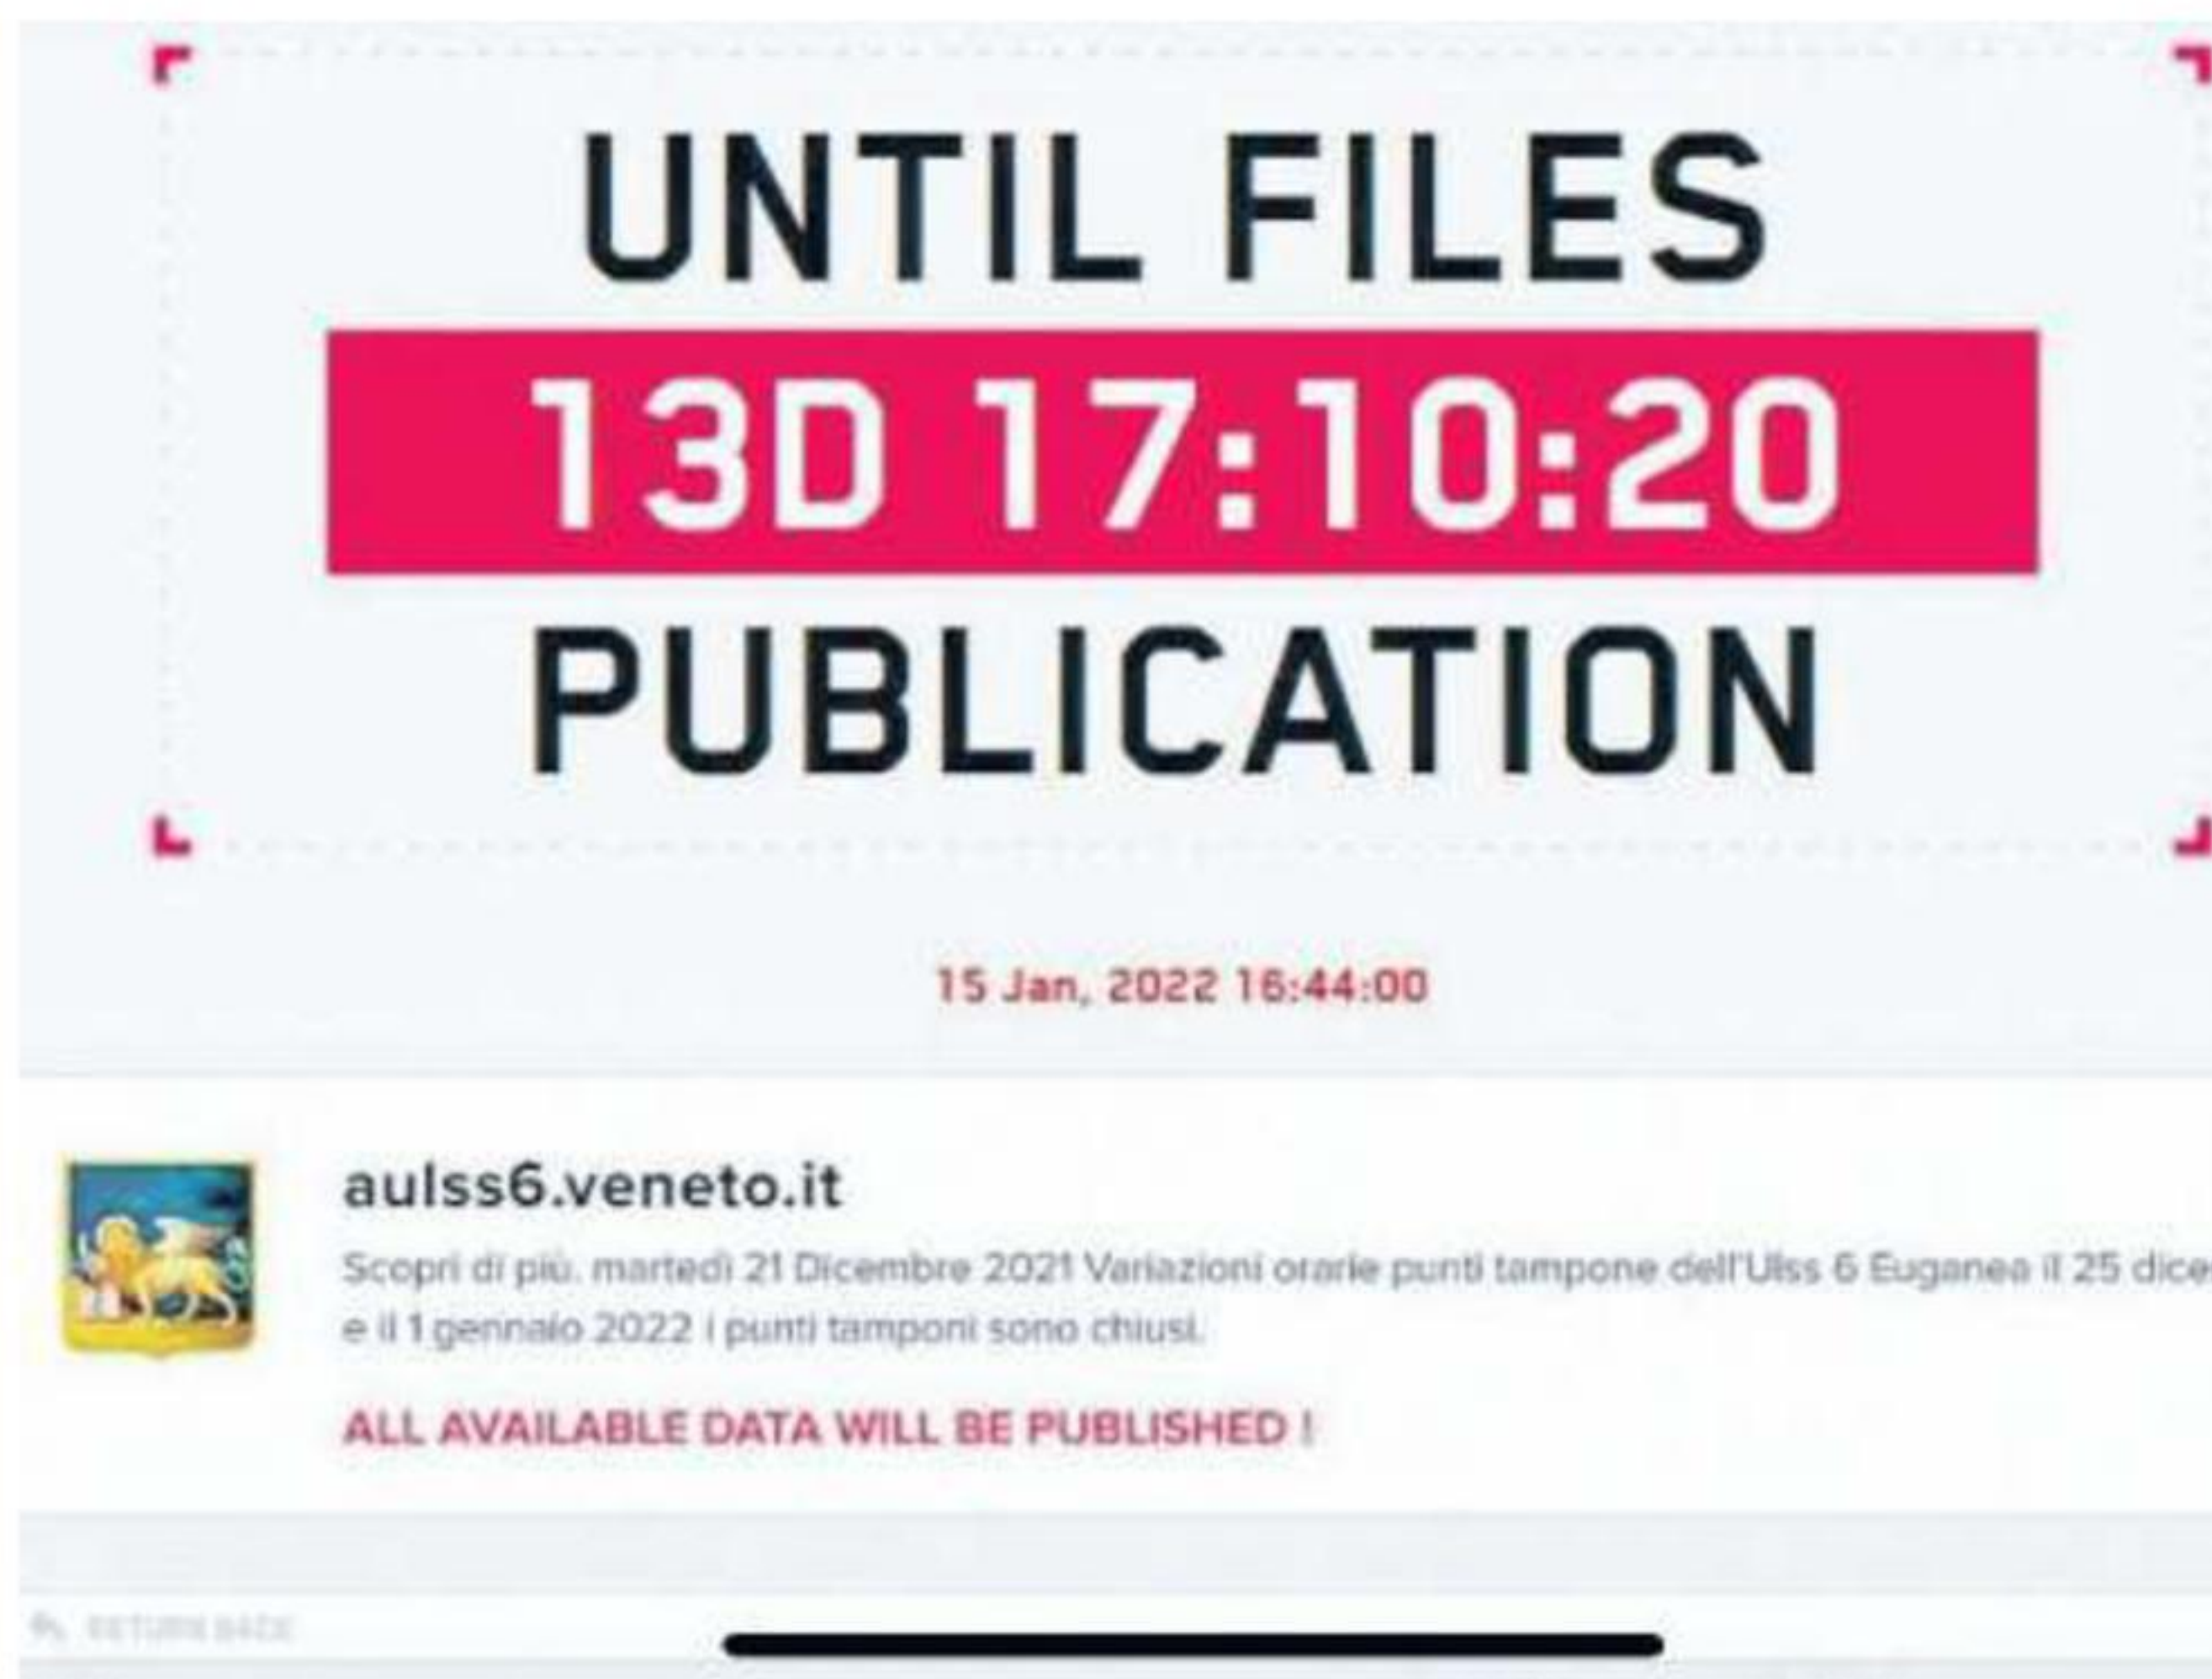 UNTIL FILES
13D 17:10:20
PUBLICATION
15 Jan, 2022 16:44:00
aulss6.veneto.it
Scopri di più. martedì 21 Dicembre 2021 Variazioni orarie punti tampone dell'Ulss 6 Euganea il 25 dice
e il 1 gennaio 2022 i punti tamponi sono chiusi.
ALL AVAILABLE DATA WILL BE PUBLISHED !
RETURN BACK